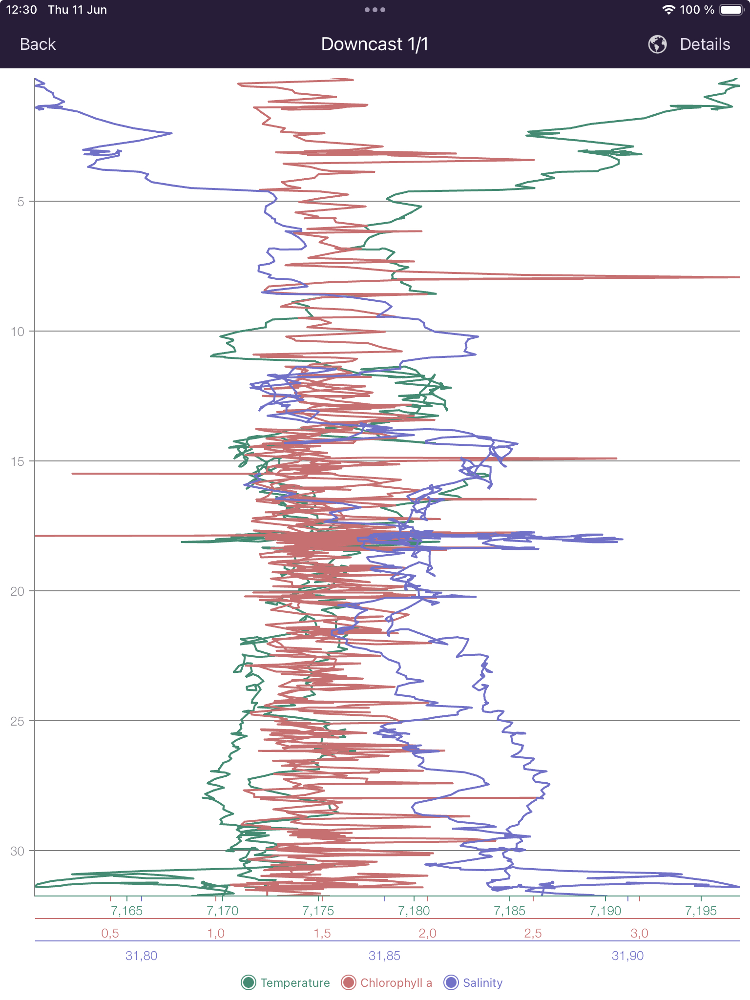 12:30 Thu 11 Jun 100 %
Back Downcast 1/1 Details
5
10
15
20
25
30
7,165 7,170 7,175 7,180 7,185 7,190 7,195
0,5 1,0 1,5 2,0 2,5 3,0
31,80 31,85 31,90
Temperature Chlorophyll a Salinity